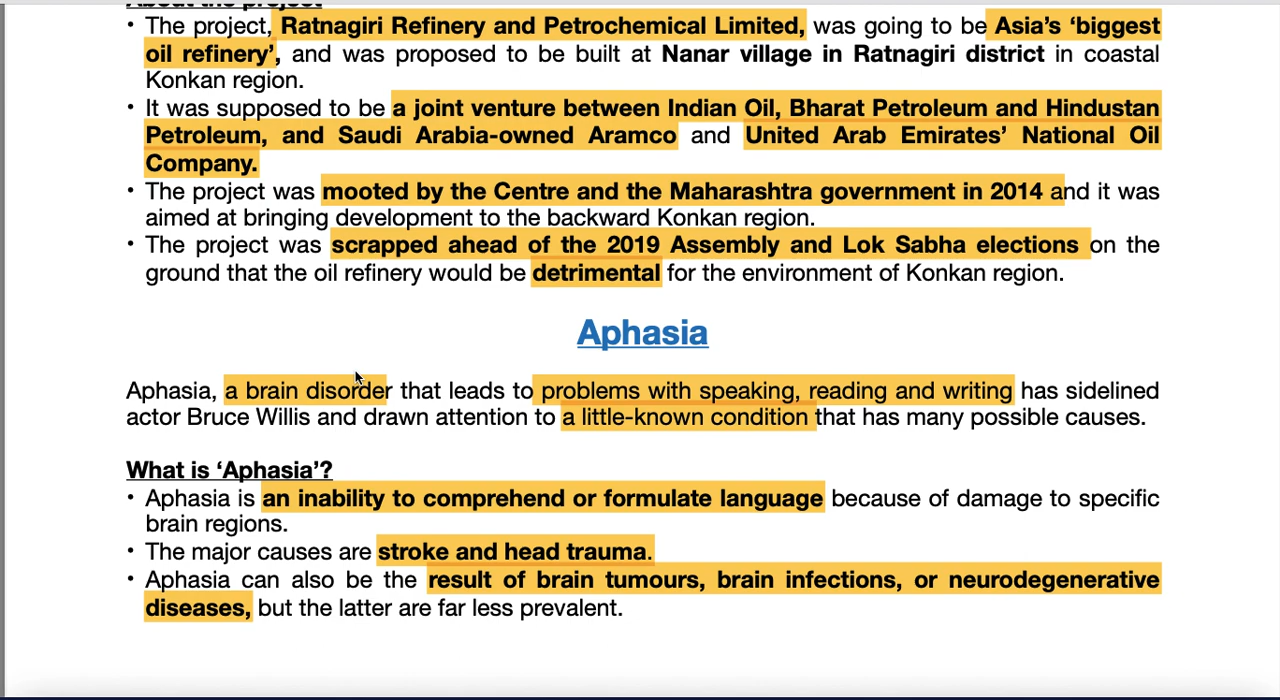 About the project
• The project, Ratnagiri Refinery and Petrochemical Limited, was going to be Asia’s ‘biggest
oil refinery’, and was proposed to be built at Nanar village in Ratnagiri district in coastal
Konkan region.
• It was supposed to be a joint venture between Indian Oil, Bharat Petroleum and Hindustan
Petroleum, and Saudi Arabia-owned Aramco and United Arab Emirates’ National Oil
Company.
• The project was mooted by the Centre and the Maharashtra government in 2014 and it was
aimed at bringing development to the backward Konkan region.
• The project was scrapped ahead of the 2019 Assembly and Lok Sabha elections on the
ground that the oil refinery would be detrimental for the environment of Konkan region.
Aphasia
Aphasia, a brain disorder that leads to problems with speaking, reading and writing has sidelined
actor Bruce Willis and drawn attention to a little-known condition that has many possible causes.
What is ‘Aphasia’?
• Aphasia is an inability to comprehend or formulate language because of damage to specific
brain regions.
• The major causes are stroke and head trauma.
• Aphasia can also be the result of brain tumours, brain infections, or neurodegenerative
diseases, but the latter are far less prevalent.